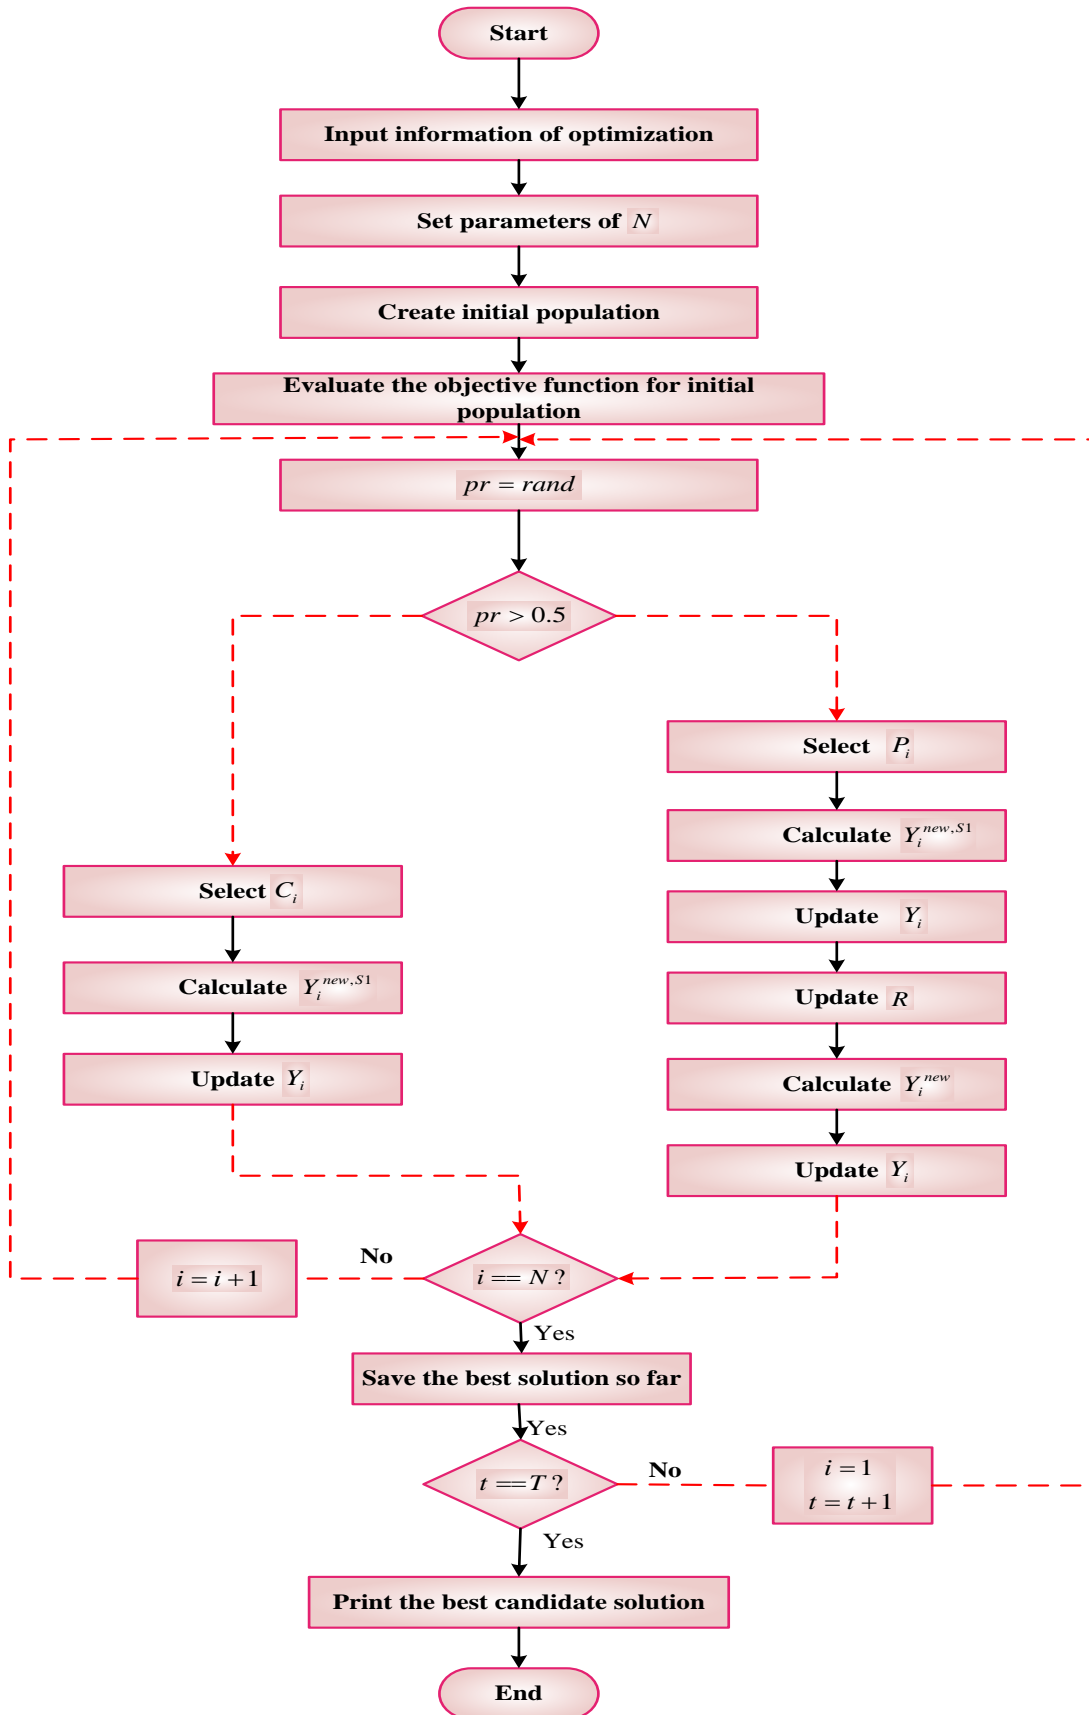 Start
Input information of optimization
Set parameters of N
Create initial population
Evaluate the objective function for initial
population
pr = rand
pr > 0.5
Select P_i
Calculate Y_i^{new,S1}
Update Y_i
Update R
Calculate Y_i^{new}
Update Y_i
Select C_i
Calculate Y_i^{new,S1}
Update Y_i
i = i + 1
No
i == N ?
Yes
Save the best solution so far
Yes
t == T ?
No
i = 1
t = t + 1
Yes
Print the best candidate solution
End